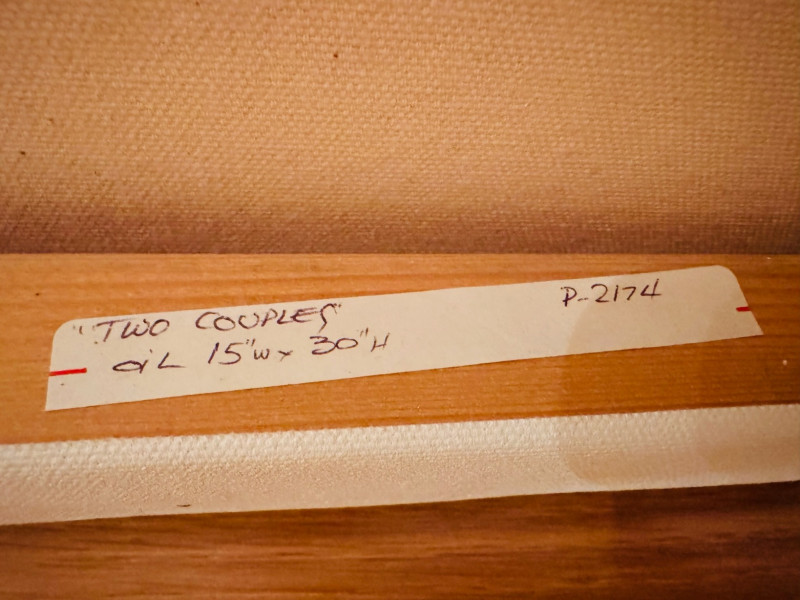 "TWO COUPLES" P-2174
OiL 15"W x 30"H